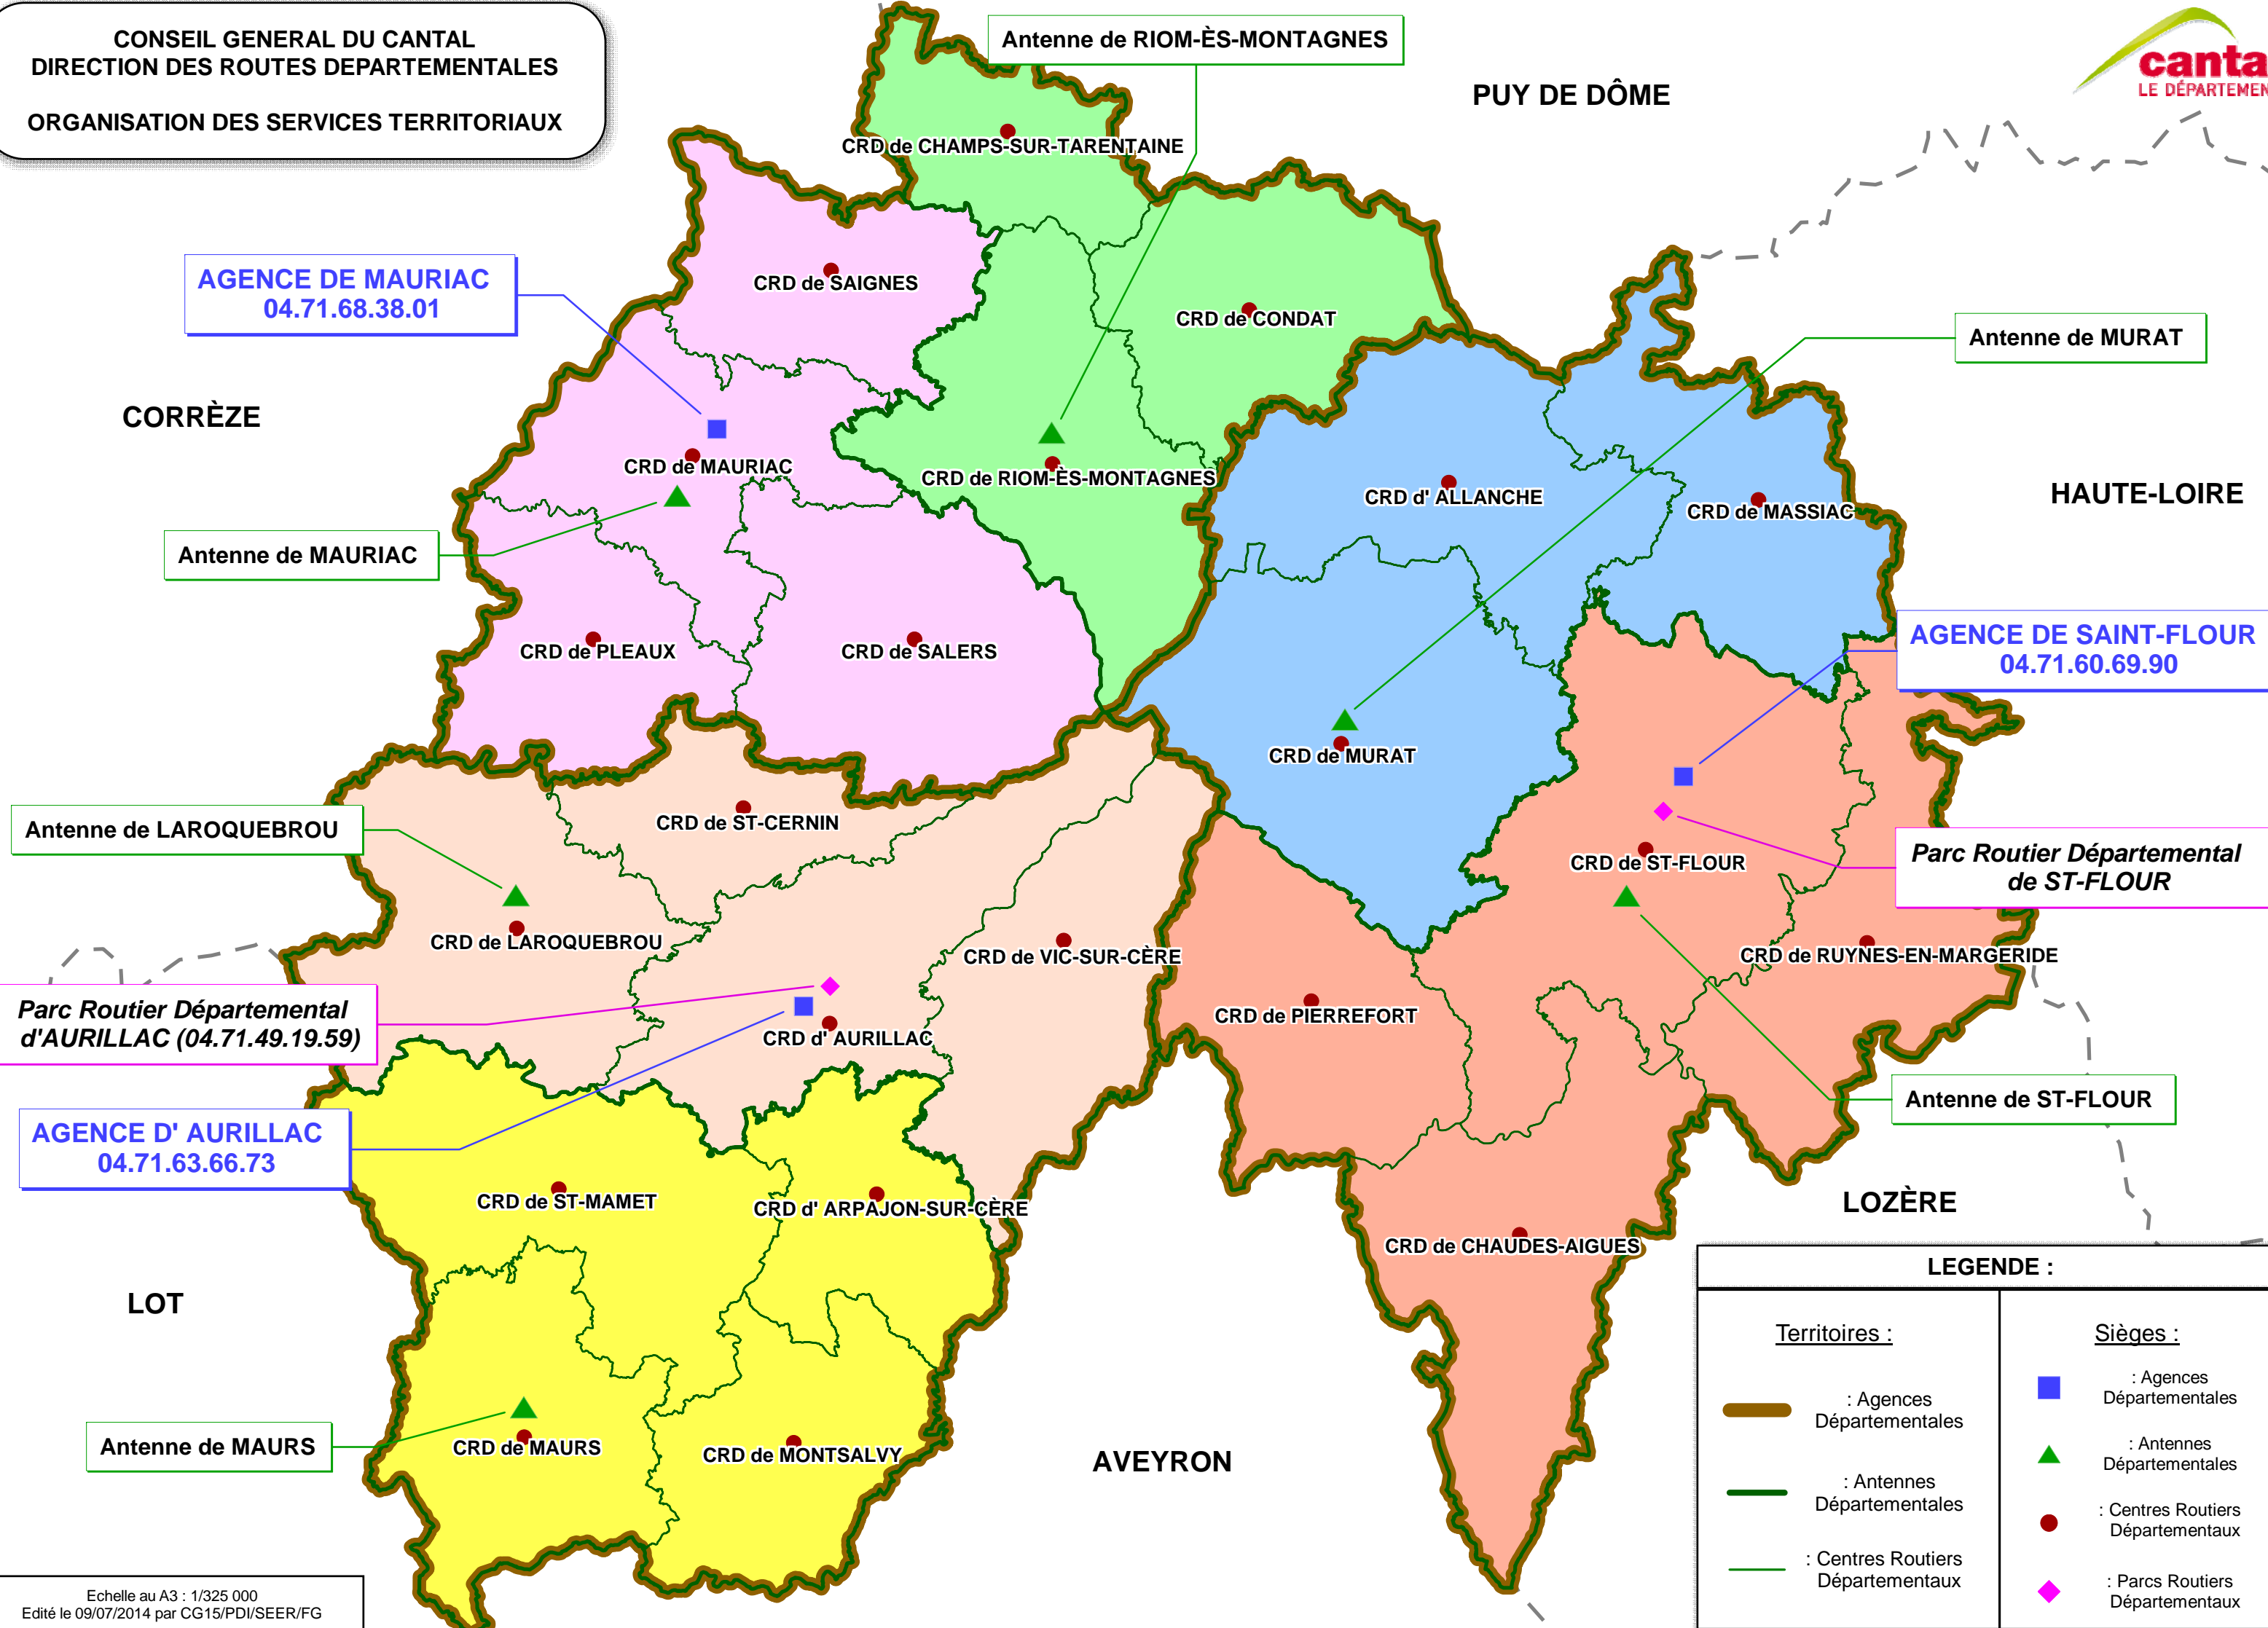 CONSEIL GENERAL DU CANTAL
DIRECTION DES ROUTES DEPARTEMENTALES
ORGANISATION DES SERVICES TERRITORIAUX
Antenne de RIOM-ÈS-MONTAGNES
PUY DE DÔME
canta
LE DÉPARTEMEN
CRD de CHAMPS-SUR-TARENTAINE
AGENCE DE MAURIAC
04.71.68.38.01
CRD de SAIGNES
CRD de CONDAT
Antenne de MURAT
CORRÈZE
CRD de MAURIAC
CRD de RIOM-ÈS-MONTAGNES
CRD d' ALLANCHE
CRD de MASSIAC
HAUTE-LOIRE
Antenne de MAURIAC
CRD de PLEAUX
CRD de SALERS
AGENCE DE SAINT-FLOUR
04.71.60.69.90
CRD de MURAT
Antenne de LAROQUEBROU
CRD de ST-CERNIN
CRD de ST-FLOUR
Parc Routier Départemental
de ST-FLOUR
CRD de LAROQUEBROU
CRD de VIC-SUR-CÈRE
CRD de RUYNES-EN-MARGERIDE
Parc Routier Départemental
d'AURILLAC (04.71.49.19.59)
CRD d' AURILLAC
CRD de PIERREFORT
Antenne de ST-FLOUR
AGENCE D' AURILLAC
04.71.63.66.73
CRD de ST-MAMET
CRD d' ARPAJON-SUR-CÈRE
LOZÈRE
CRD de CHAUDES-AIGUES
LOT
Antenne de MAURS
CRD de MAURS
CRD de MONTSALVY
AVEYRON
LEGENDE :
Territoires :
: Agences
Départementales
: Antennes
Départementales
: Centres Routiers
Départementaux
Sièges :
: Agences
Départementales
: Antennes
Départementales
: Centres Routiers
Départementaux
: Parcs Routiers
Départementaux
Echelle au A3 : 1/325 000
Edité le 09/07/2014 par CG15/PDI/SEER/FG